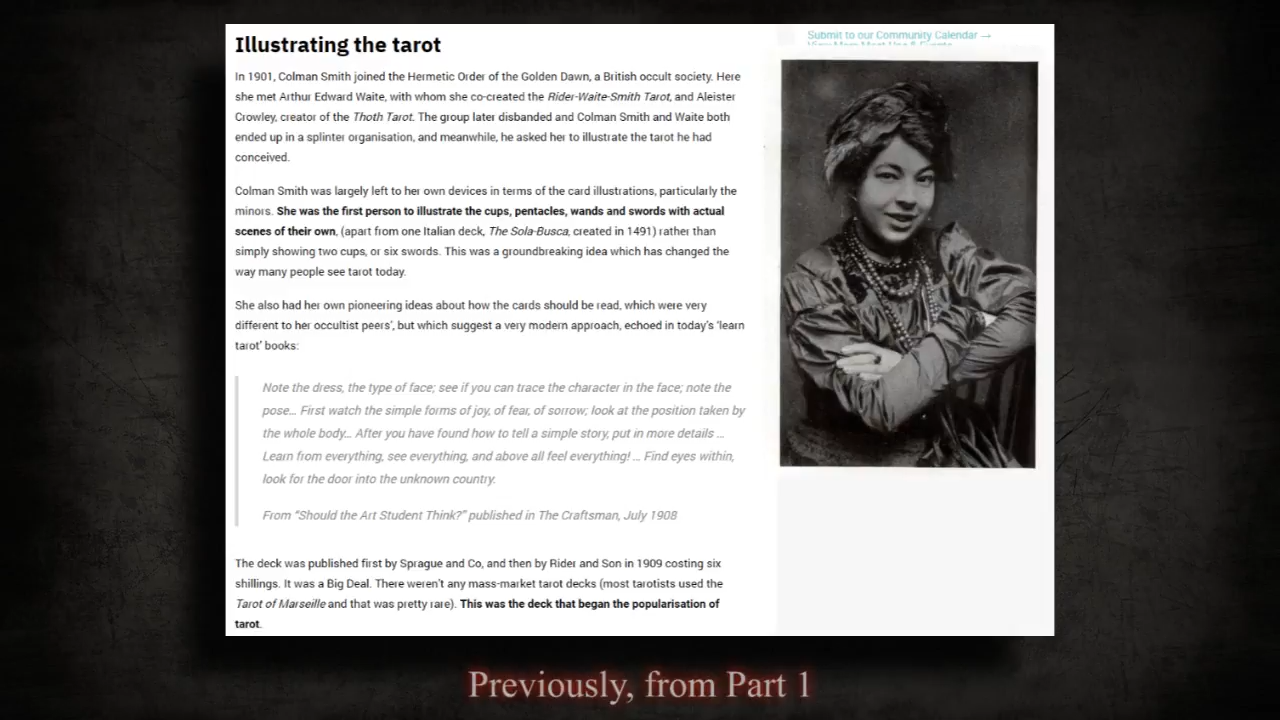 Illustrating the tarot
In 1901, Colman Smith joined the Hermetic Order of the Golden Dawn, a British occult society. Here
she met Arthur Edward Waite, with whom she co-created the Rider-Waite-Smith Tarot, and Aleister
Crowley, creator of the Thoth Tarot. The group later disbanded and Colman Smith and Waite both
ended up in a splinter organisation, and meanwhile, he asked her to illustrate the tarot he had
conceived.
Colman Smith was largely left to her own devices in terms of the card illustrations, particularly the
minors. She was the first person to illustrate the cups, pentacles, wands and swords with actual
scenes of their own, (apart from one Italian deck, The Sola-Busca, created in 1491) rather than
simply showing two cups, or six swords. This was a groundbreaking idea which has changed the
way many people see tarot today.
She also had her own pioneering ideas about how the cards should be read, which were very
different to her occultist peers', but which suggest a very modern approach, echoed in today's 'learn
tarot' books:
Note the dress, the type of face; see if you can trace the character in the face; note the
pose... First watch the simple forms of joy, of fear, of sorrow; look at the position taken by
the whole body... After you have found how to tell a simple story, put in more details ...
Learn from everything, see everything, and above all feel everything! ... Find eyes within,
look for the door into the unknown country.
From "Should the Art Student Think?" published in The Craftsman, July 1908
The deck was published first by Sprague and Co, and then by Rider and Son in 1909 costing six
shillings. It was a Big Deal. There weren't any mass-market tarot decks (most tarotists used the
Tarot of Marseille and that was pretty rare). This was the deck that began the popularisation of
tarot.
Submit to our Community Calendar →
Previously, from Part 1